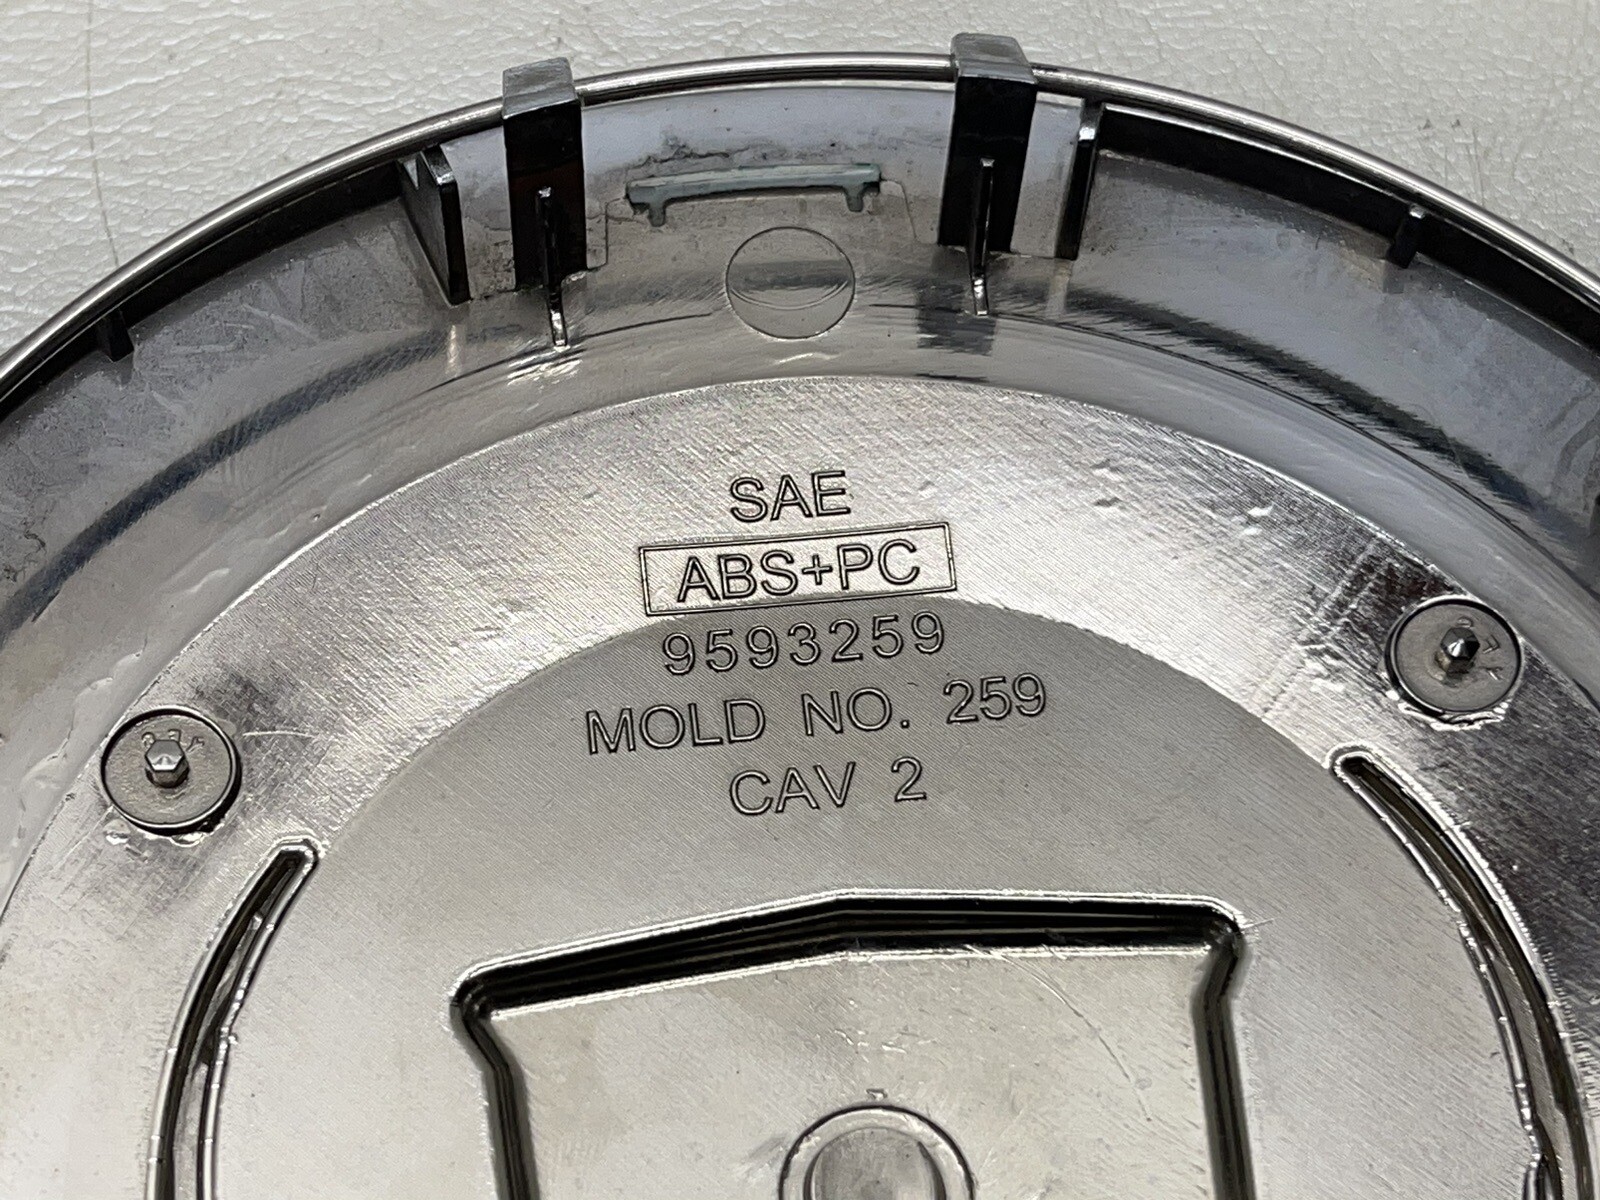 SAE
ABS+PC
9593259
MOLD NO. 259
CAV 2